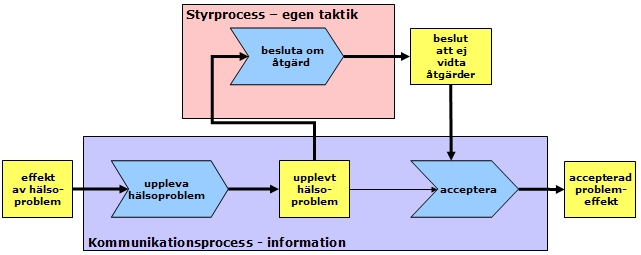 Styrprocess – egen taktik
besluta om
åtgärd
beslut
att ej
vidta
åtgärder
effekt
av hälso-
problem
uppleva
hälsoproblem
upplevt
hälso-
problem
acceptera
accepterad
problem-
effekt
Kommunikationsprocess - information